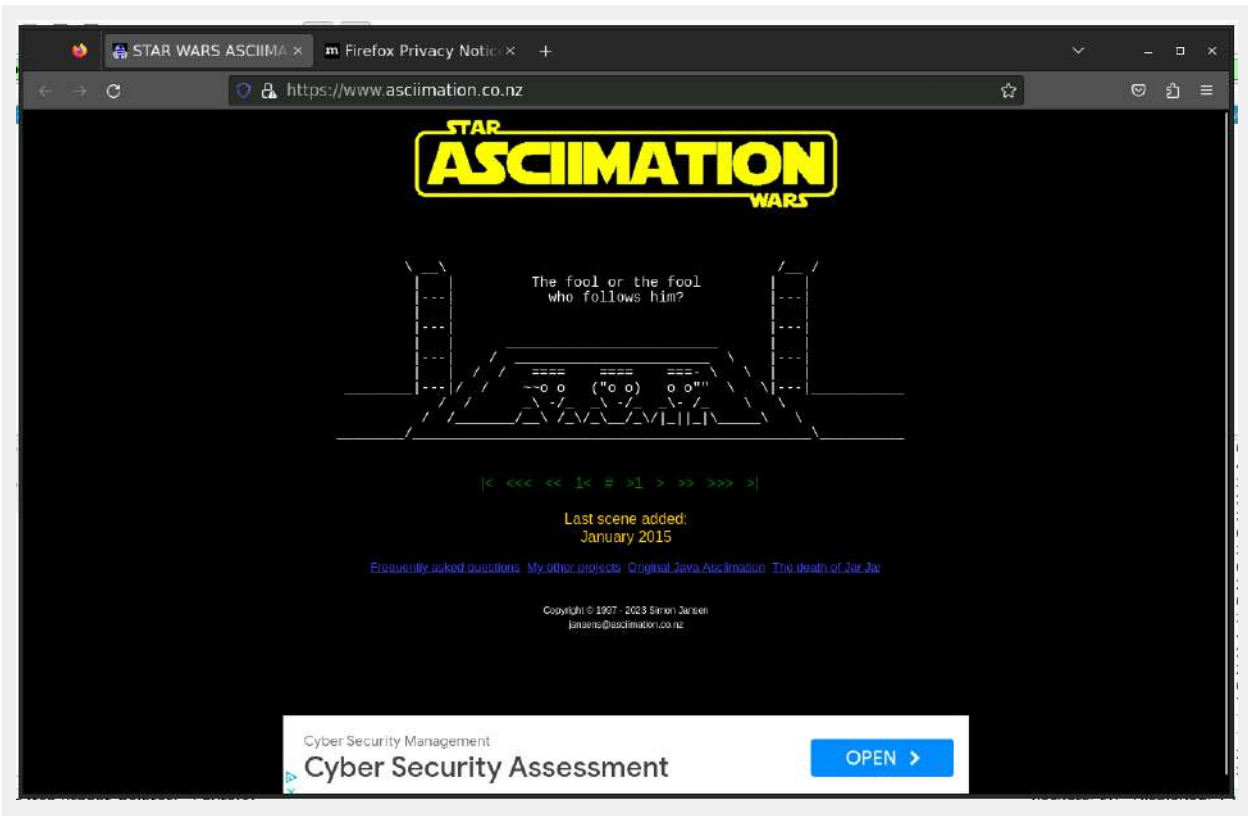 STAR WARS ASCIIMA
Firefox Privacy Notic
https://www.asciimation.co.nz
STAR
ASCIIMATION
WARS
The fool or the fool
who follows him?
|< <<< << 1< # >1 > >> >>> >|
Last scene added:
January 2015
Frequently asked questions My other projects Original Java Asciimation The death of Jar Jar
Copyright © 1997 - 2023 Simon Jansen
jansens@asciimation.co.nz
Cyber Security Management
Cyber Security Assessment
OPEN >